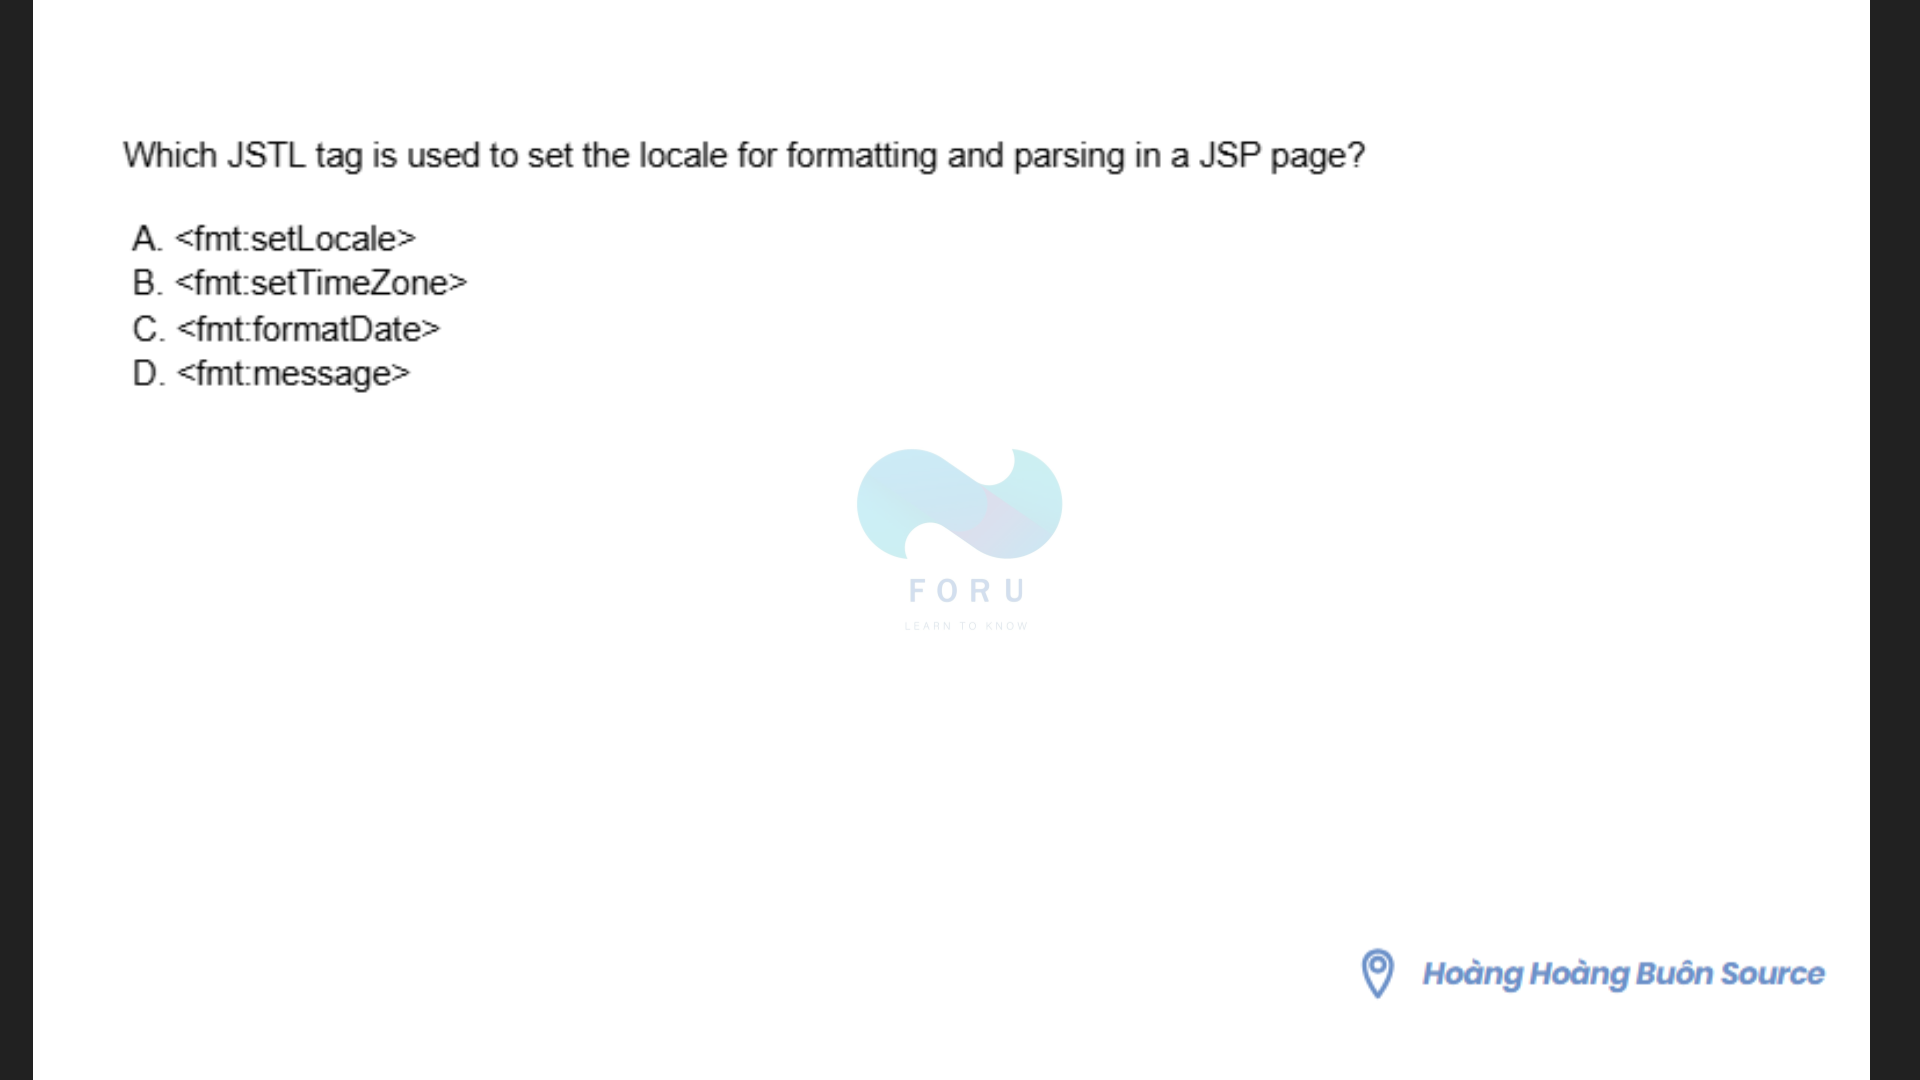 Which JSTL tag is used to set the locale for formatting and parsing in a JSP page?
A. <fmt:setLocale>
B. <fmt:setTimeZone>
C. <fmt:formatDate>
D. <fmt:message>
FORU
LEARN TO KNOW
Hoàng Hoàng Buôn Source